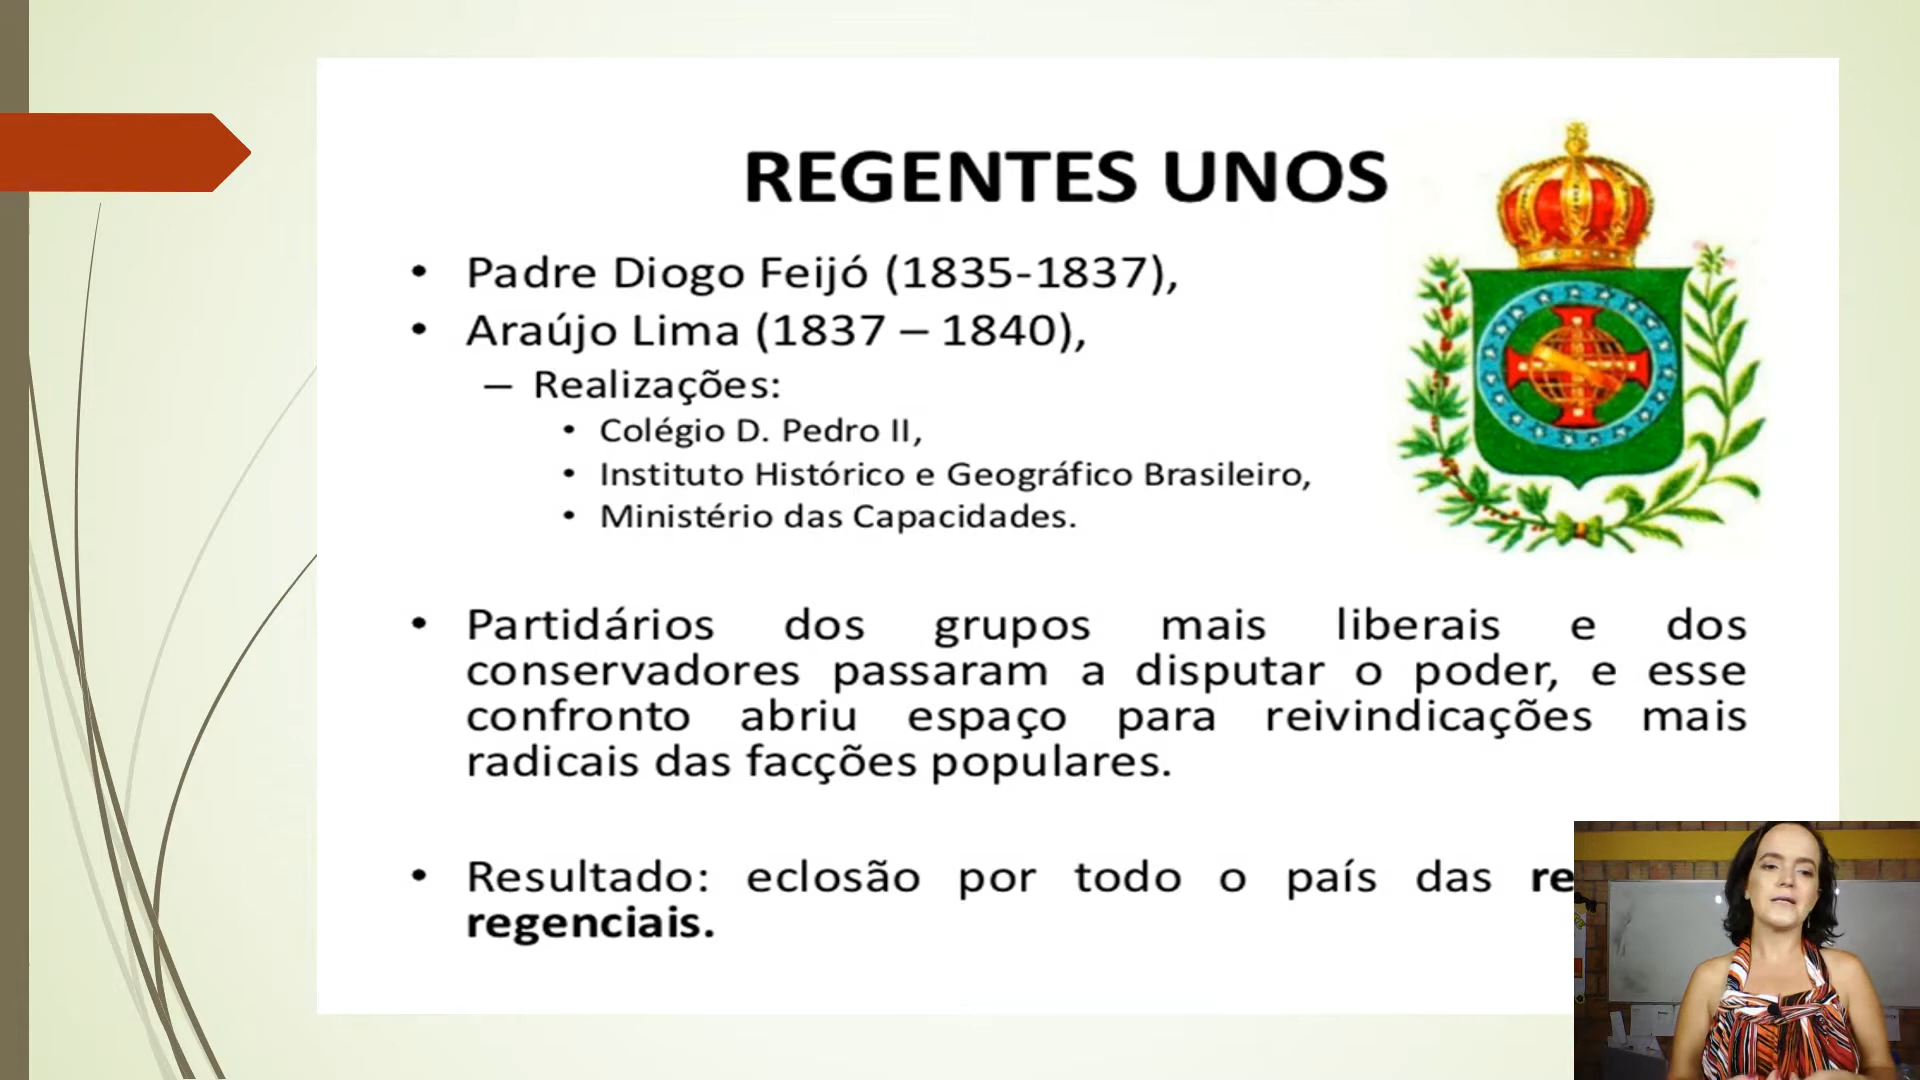 REGENTES UNOS
• Padre Diogo Feijó (1835-1837),
• Araújo Lima (1837 – 1840),
– Realizações:
• Colégio D. Pedro II,
• Instituto Histórico e Geográfico Brasileiro,
• Ministério das Capacidades.
• Partidários dos grupos mais liberais e dos
conservadores passaram a disputar o poder, e esse
confronto abriu espaço para reivindicações mais
radicais das facções populares.
• Resultado: eclosão por todo o país das
regenciais.